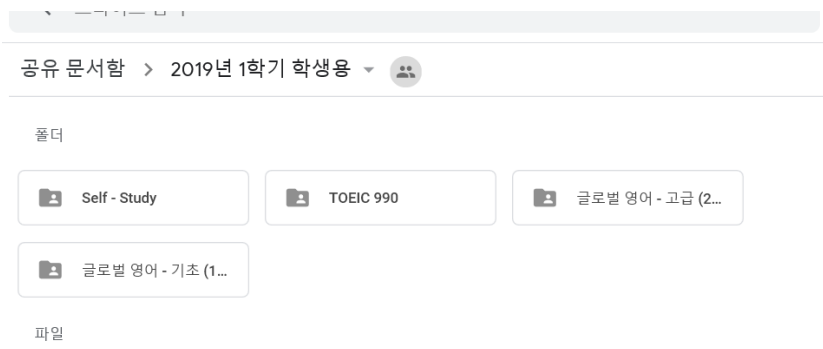 공유 문서함 > 2019년 1학기 학생용
폴더
Self - Study
TOEIC 990
글로벌 영어 - 고급 (2...
글로벌 영어 - 기초 (1...
파일